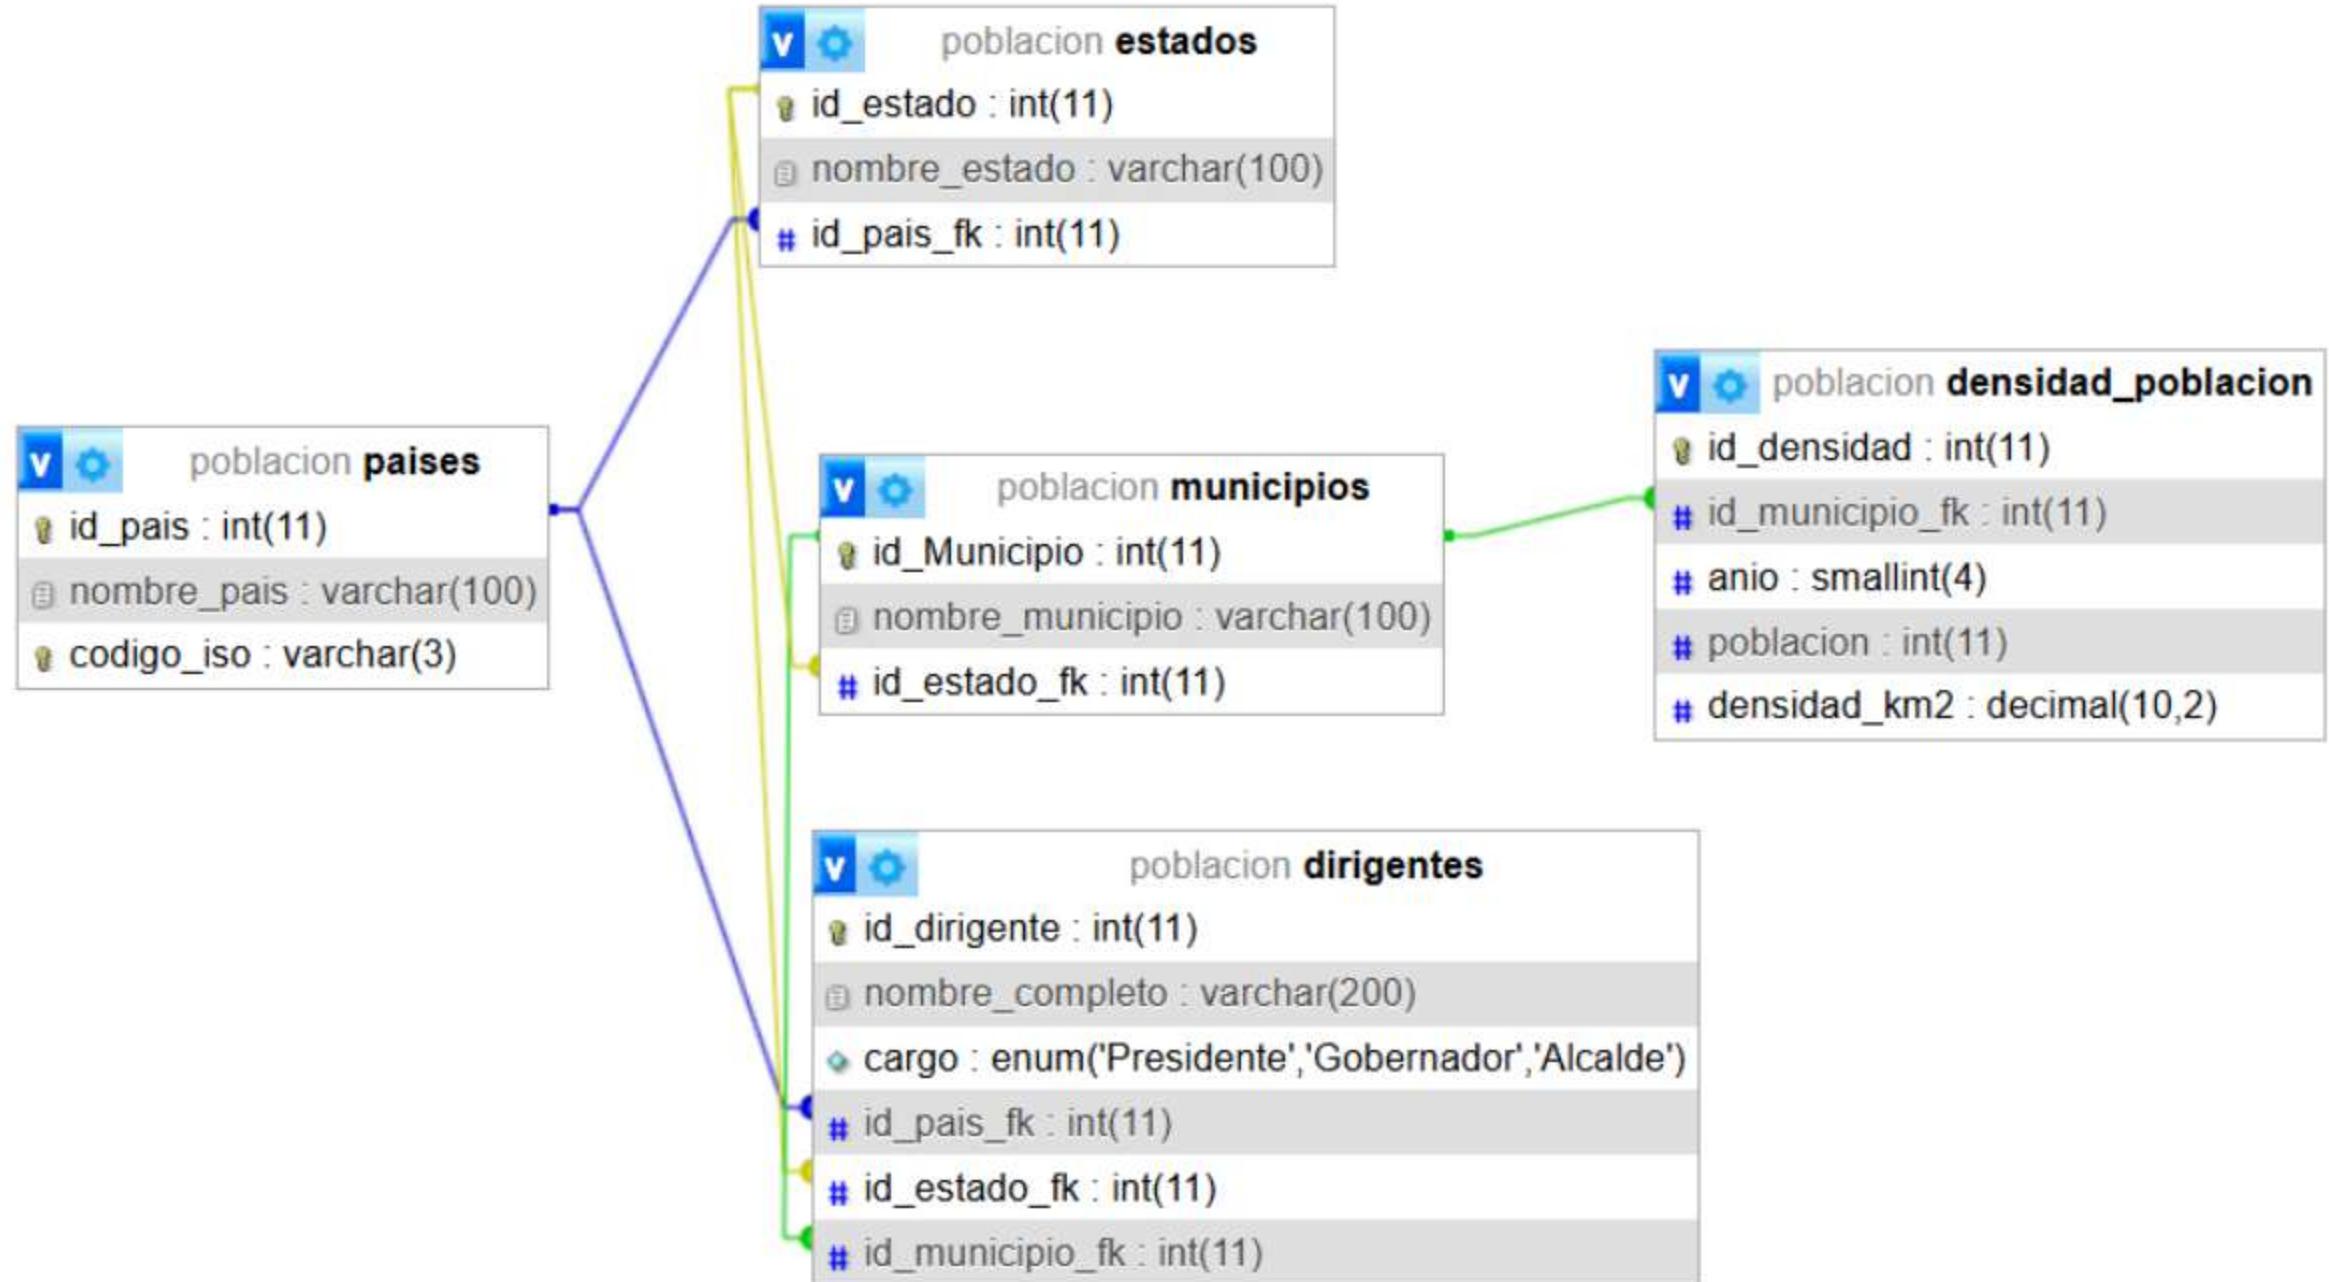 poblacion estados
id_estado : int(11)
nombre_estado : varchar(100)
# id_pais_fk : int(11)
poblacion paises
id_pais : int(11)
nombre_pais : varchar(100)
codigo_iso : varchar(3)
poblacion municipios
id_Municipio : int(11)
nombre_municipio : varchar(100)
# id_estado_fk : int(11)
poblacion densidad_poblacion
id_densidad : int(11)
# id_municipio_fk : int(11)
# anio : smallint(4)
# poblacion : int(11)
# densidad_km2 : decimal(10,2)
poblacion dirigentes
id_dirigente : int(11)
nombre_completo : varchar(200)
cargo : enum('Presidente','Gobernador','Alcalde')
# id_pais_fk : int(11)
# id_estado_fk : int(11)
# id_municipio_fk : int(11)